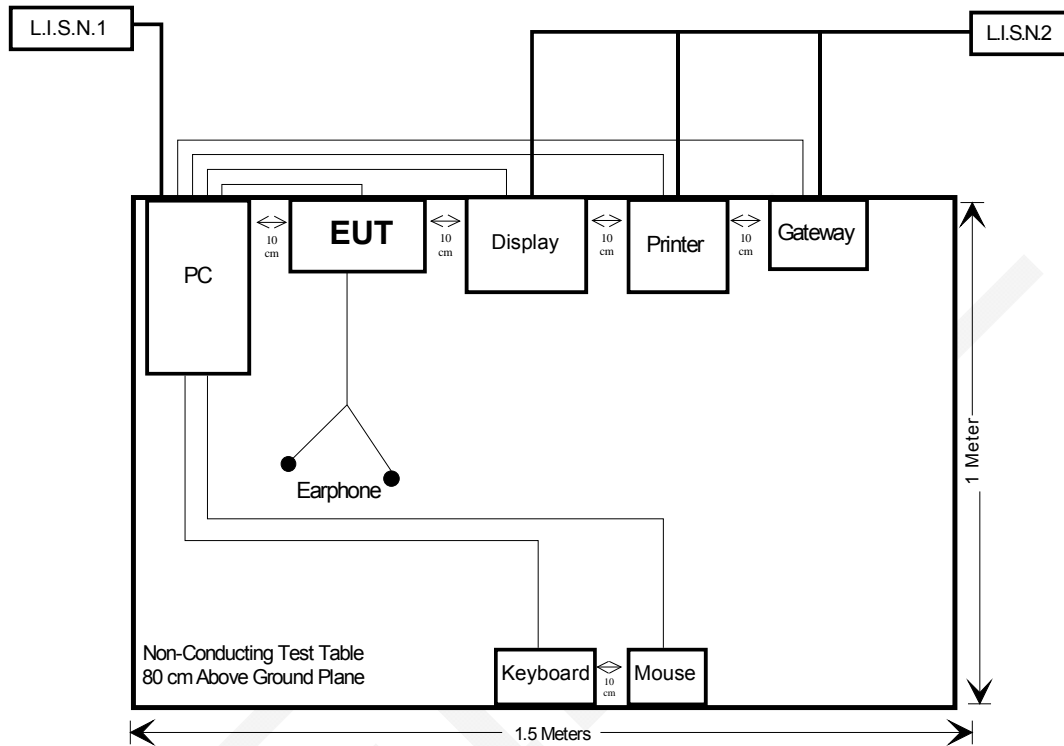 L.I.S.N.1
L.I.S.N.2
EUT
Display
Printer
Gateway
PC
10
cm
10
cm
10
cm
10
cm
Earphone
1 Meter
Non-Conducting Test Table
80 cm Above Ground Plane
Keyboard
10
cm
Mouse
1.5 Meters